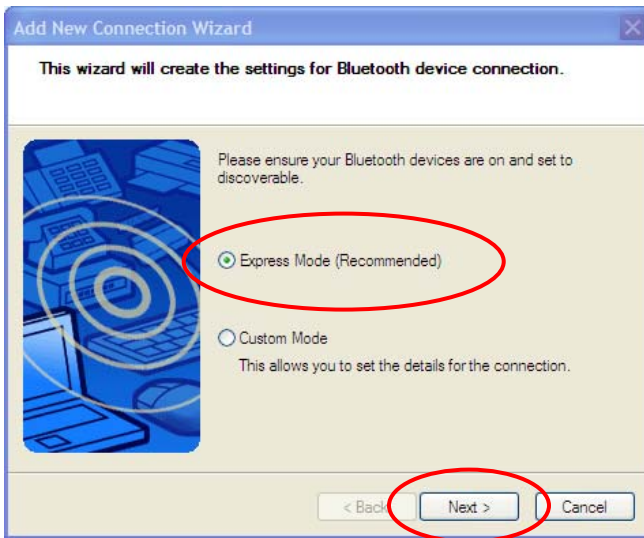 Add New Connection Wizard
This wizard will create the settings for Bluetooth device connection.
Please ensure your Bluetooth devices are on and set to
discoverable.
Express Mode (Recommended)
Custom Mode
This allows you to set the details for the connection.
< Back
Next >
Cancel